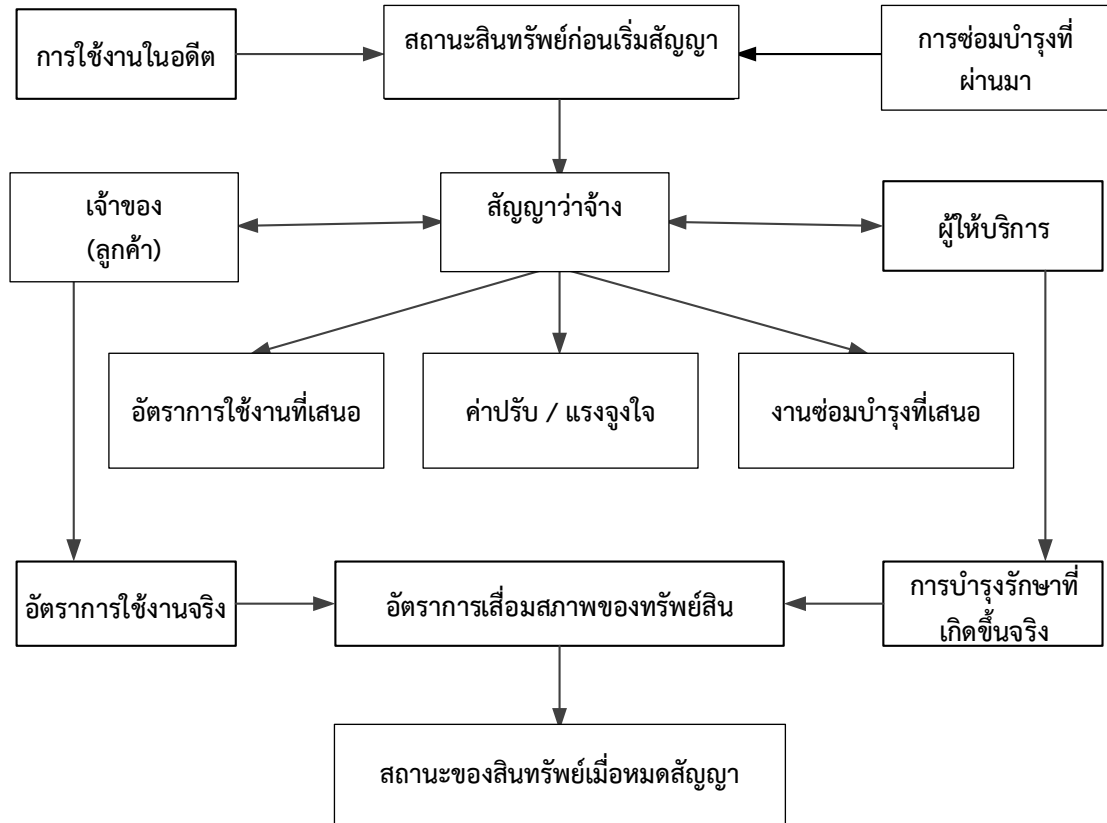 การใช้งานในอดีต
สถานะสินทรัพย์ก่อนเริ่มสัญญา
การซ่อมบำรุงที่
ผ่านมา
เจ้าของ
(ลูกค้า)
สัญญาว่าจ้าง
ผู้ให้บริการ
อัตราการใช้งานที่เสนอ
ค่าปรับ / แรงจูงใจ
งานซ่อมบำรุงที่เสนอ
อัตราการใช้งานจริง
อัตราการเสื่อมสภาพของทรัพย์สิน
การบำรุงรักษาที่
เกิดขึ้นจริง
สถานะของสินทรัพย์เมื่อหมดสัญญา